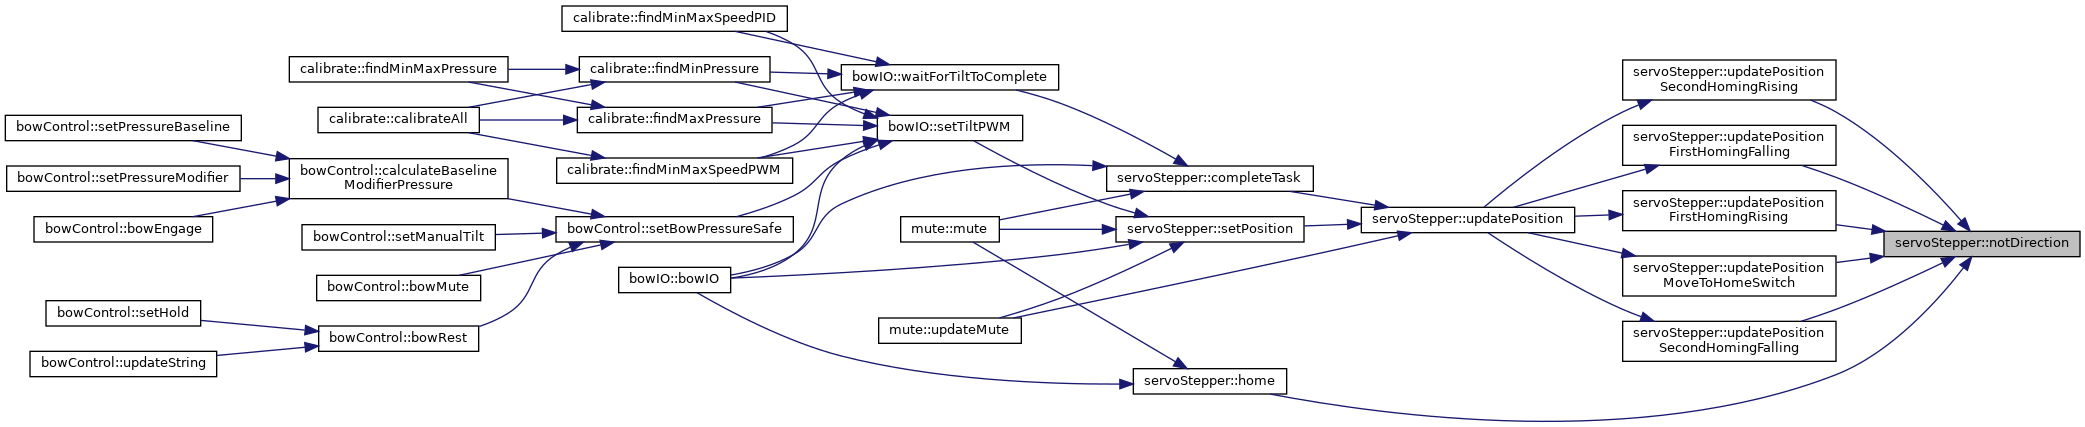 calibrate::findMinMaxSpeedPID
calibrate::findMinMaxPressure
calibrate::findMinPressure
bowIO::waitForTiltToComplete
servoStepper::updatePosition
SecondHomingRising
bowControl::setPressureBaseline
calibrate::calibrateAll
calibrate::findMaxPressure
bowIO::setTiltPWM
servoStepper::updatePosition
FirstHomingFalling
bowControl::setPressureModifier
bowControl::calculateBaseline
ModifierPressure
calibrate::findMinMaxSpeedPWM
servoStepper::completeTask
servoStepper::updatePosition
FirstHomingRising
bowControl::bowEngage
bowControl::setManualTilt
bowControl::setBowPressureSafe
mute::mute
servoStepper::setPosition
servoStepper::updatePosition
servoStepper::notDirection
bowControl::bowMute
bowIO::bowIO
servoStepper::updatePosition
MoveToHomeSwitch
bowControl::setHold
bowControl::bowRest
mute::updateMute
servoStepper::updatePosition
SecondHomingFalling
bowControl::updateString
servoStepper::home